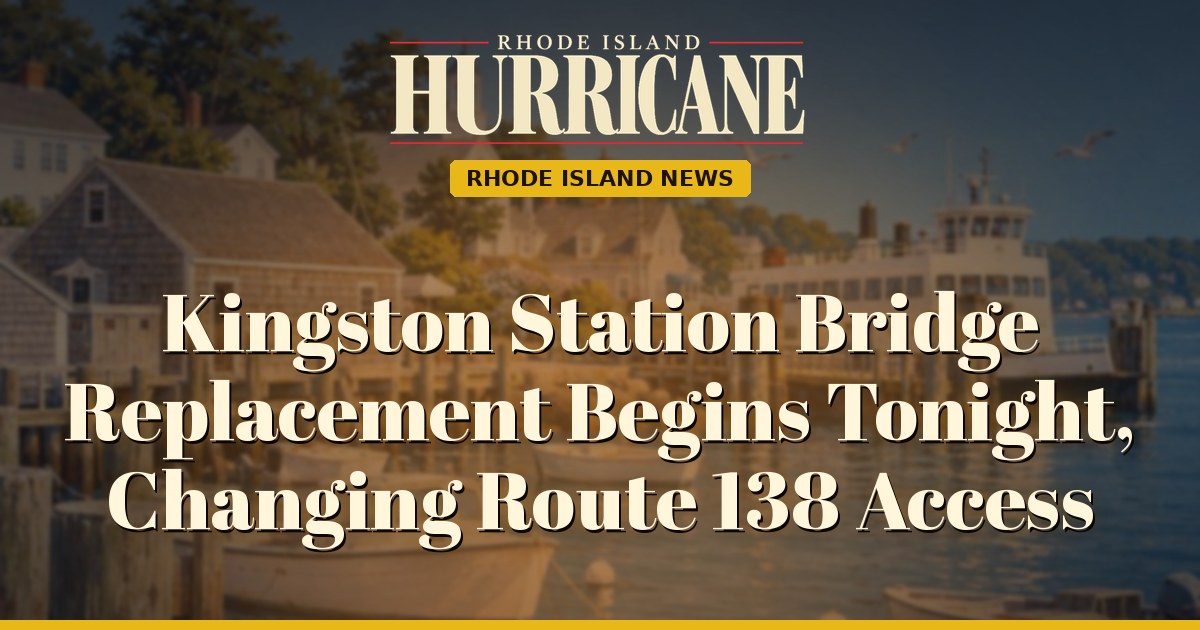 RHODE ISLAND
HURRICANE
RHODE ISLAND NEWS
Kingston Station Bridge
Replacement Begins Tonight,
Changing Route 138 Access